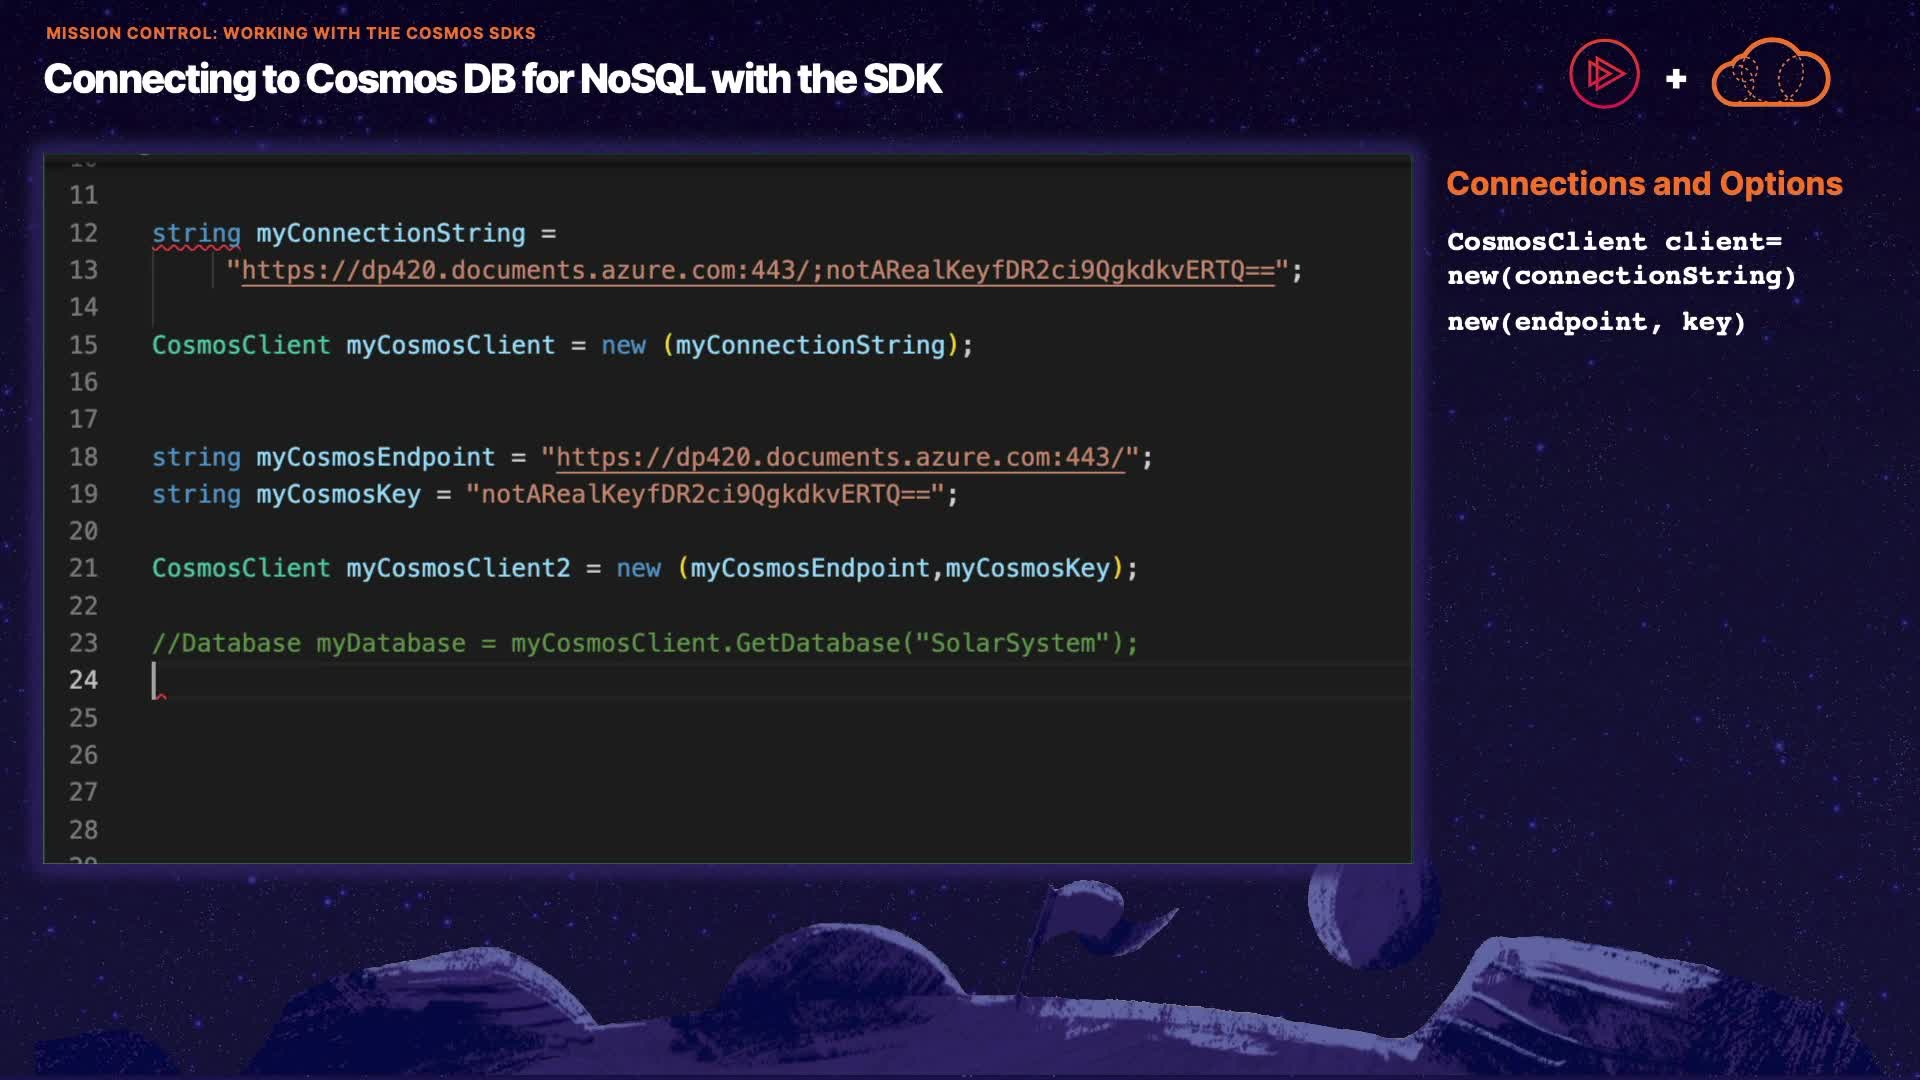 MISSION CONTROL: WORKING WITH THE COSMOS SDKS
Connecting to Cosmos DB for NoSQL with the SDK
+
11
12 string myConnectionString =
13 "https://dp420.documents.azure.com:443/;notARealKeyfDR2ci9QgkdkvERTQ==";
14
15 CosmosClient myCosmosClient = new (myConnectionString);
16
17
18 string myCosmosEndpoint = "https://dp420.documents.azure.com:443/";
19 string myCosmosKey = "notARealKeyfDR2ci9QgkdkvERTQ==";
20
21 CosmosClient myCosmosClient2 = new (myCosmosEndpoint,myCosmosKey);
22
23 //Database myDatabase = myCosmosClient.GetDatabase("SolarSystem");
24
25
26
27
28
Connections and Options
CosmosClient client=
new(connectionString)
new(endpoint, key)